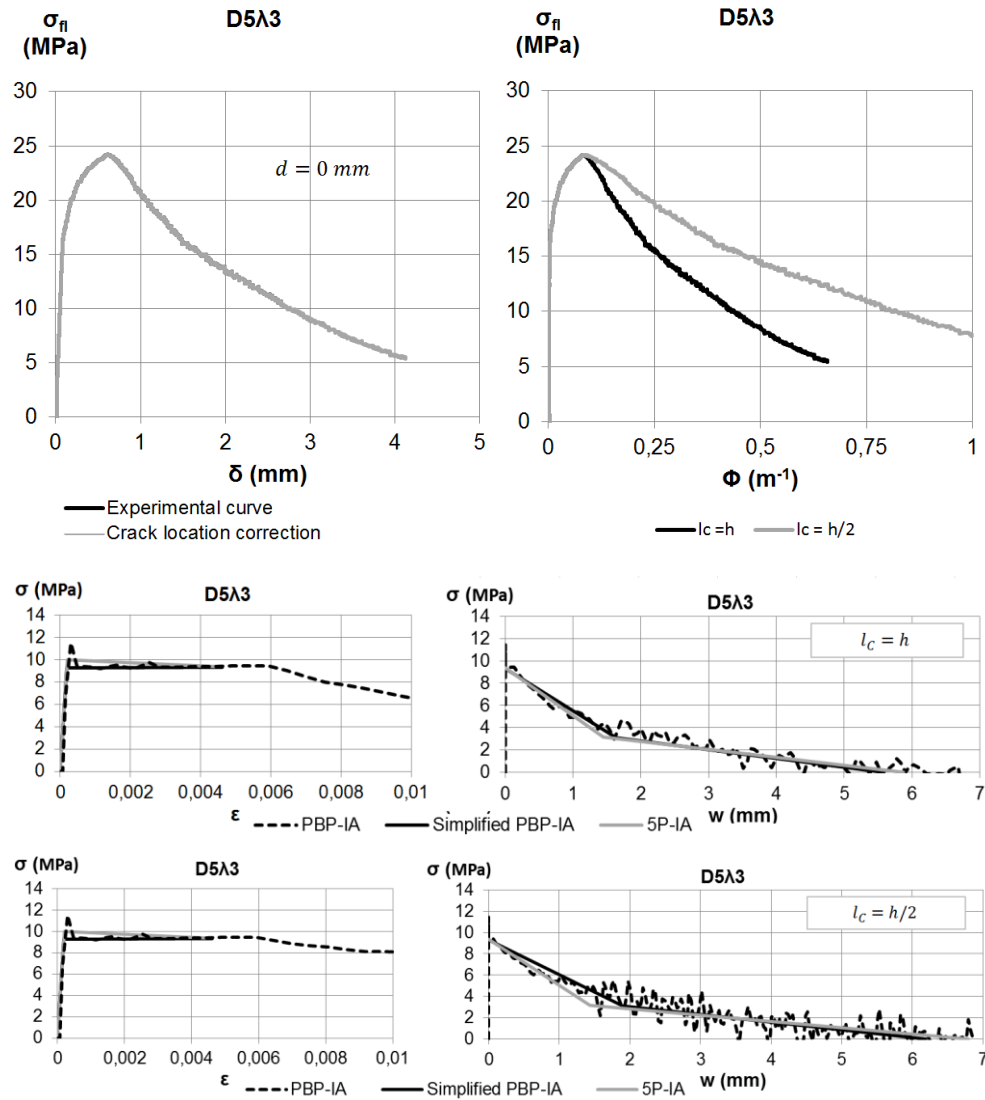 σfl
(MPa)
D5λ3
30
25
20
15
10
5
0
d = 0 mm
0 1 2 3 4 5
δ (mm)
Experimental curve
Crack location correction
σfl
(MPa)
D5λ3
30
25
20
15
10
5
0
0 0,25 0,5 0,75 1
Φ (m-1)
lc =h lc = h/2
σ (MPa)
D5λ3
14
12
10
8
6
4
2
0
0 0,002 0,004 0,006 0,008 0,01
ε
σ (MPa)
D5λ3
14
12
10
8
6
4
2
0
lC = h
0 1 2 3 4 5 6 7
w (mm)
PBP-IA Simplified PBP-IA 5P-IA
σ (MPa)
D5λ3
14
12
10
8
6
4
2
0
0 0,002 0,004 0,006 0,008 0,01
ε
PBP-IA Simplified PBP-IA 5P-IA
σ (MPa)
D5λ3
14
12
10
8
6
4
2
0
lC = h/2
0 1 2 3 4 5 6 7
w (mm)